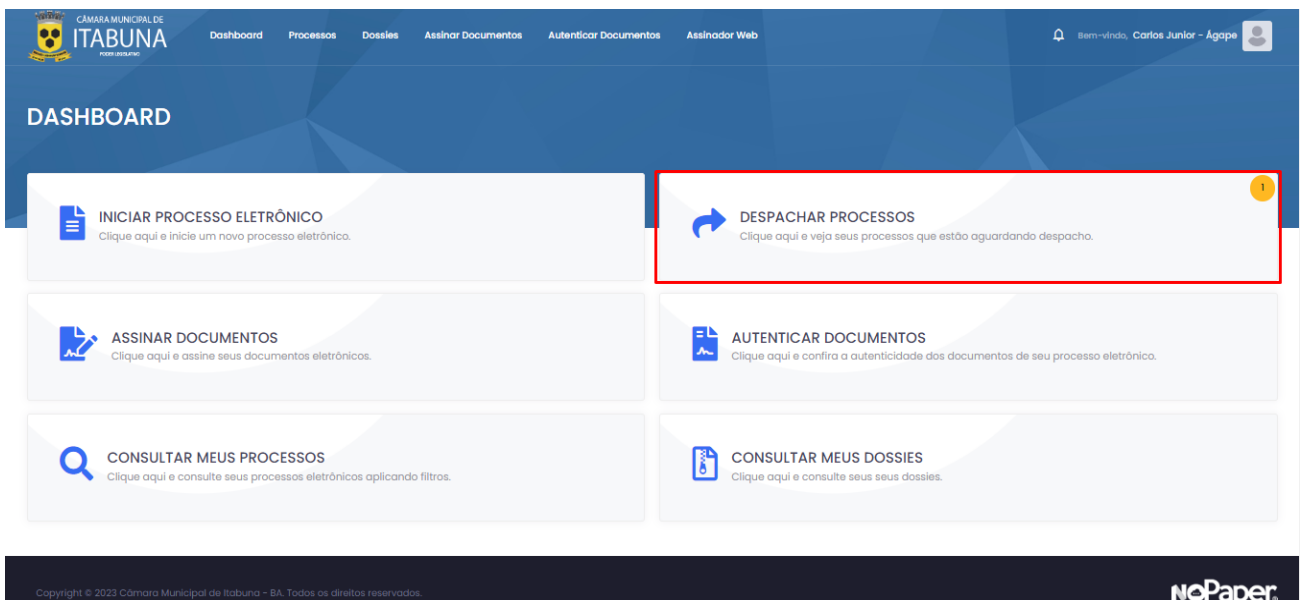 CÂMARA MUNICIPAL DE
ITABUNA
PODER LEGISLATIVO
Dashboard Processos Dossies Assinar Documentos Autenticar Documentos Assinador Web
Bem-vindo, Carlos Junior - Ágape
DASHBOARD
1
INICIAR PROCESSO ELETRÔNICO
Clique aqui e inicie um novo processo eletrônico.
DESPACHAR PROCESSOS
Clique aqui e veja seus processos que estão aguardando despacho.
ASSINAR DOCUMENTOS
Clique aqui e assine seus documentos eletrônicos.
AUTENTICAR DOCUMENTOS
Clique aqui e confira a autenticidade dos documentos de seu processo eletrônico.
CONSULTAR MEUS PROCESSOS
Clique aqui e consulte seus processos eletrônicos aplicando filtros.
CONSULTAR MEUS DOSSIES
Clique aqui e consulte seus seus dossies.
Copyright © 2023 Câmara Municipal de Itabuna - BA. Todos os direitos reservados.
NoPaper